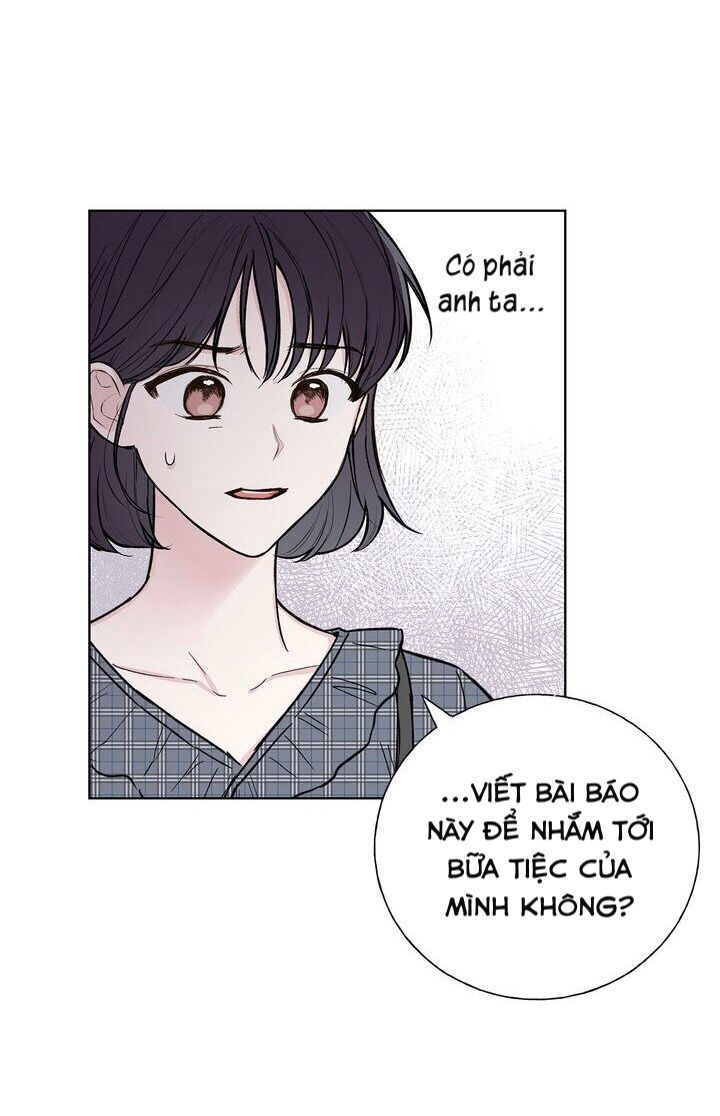 Có phải
anh ta...
...VIẾT BÀI BÁO
NÀY ĐỂ NHẮM TỚI
BỮA TIỆC CỦA
MÌNH KHÔNG?